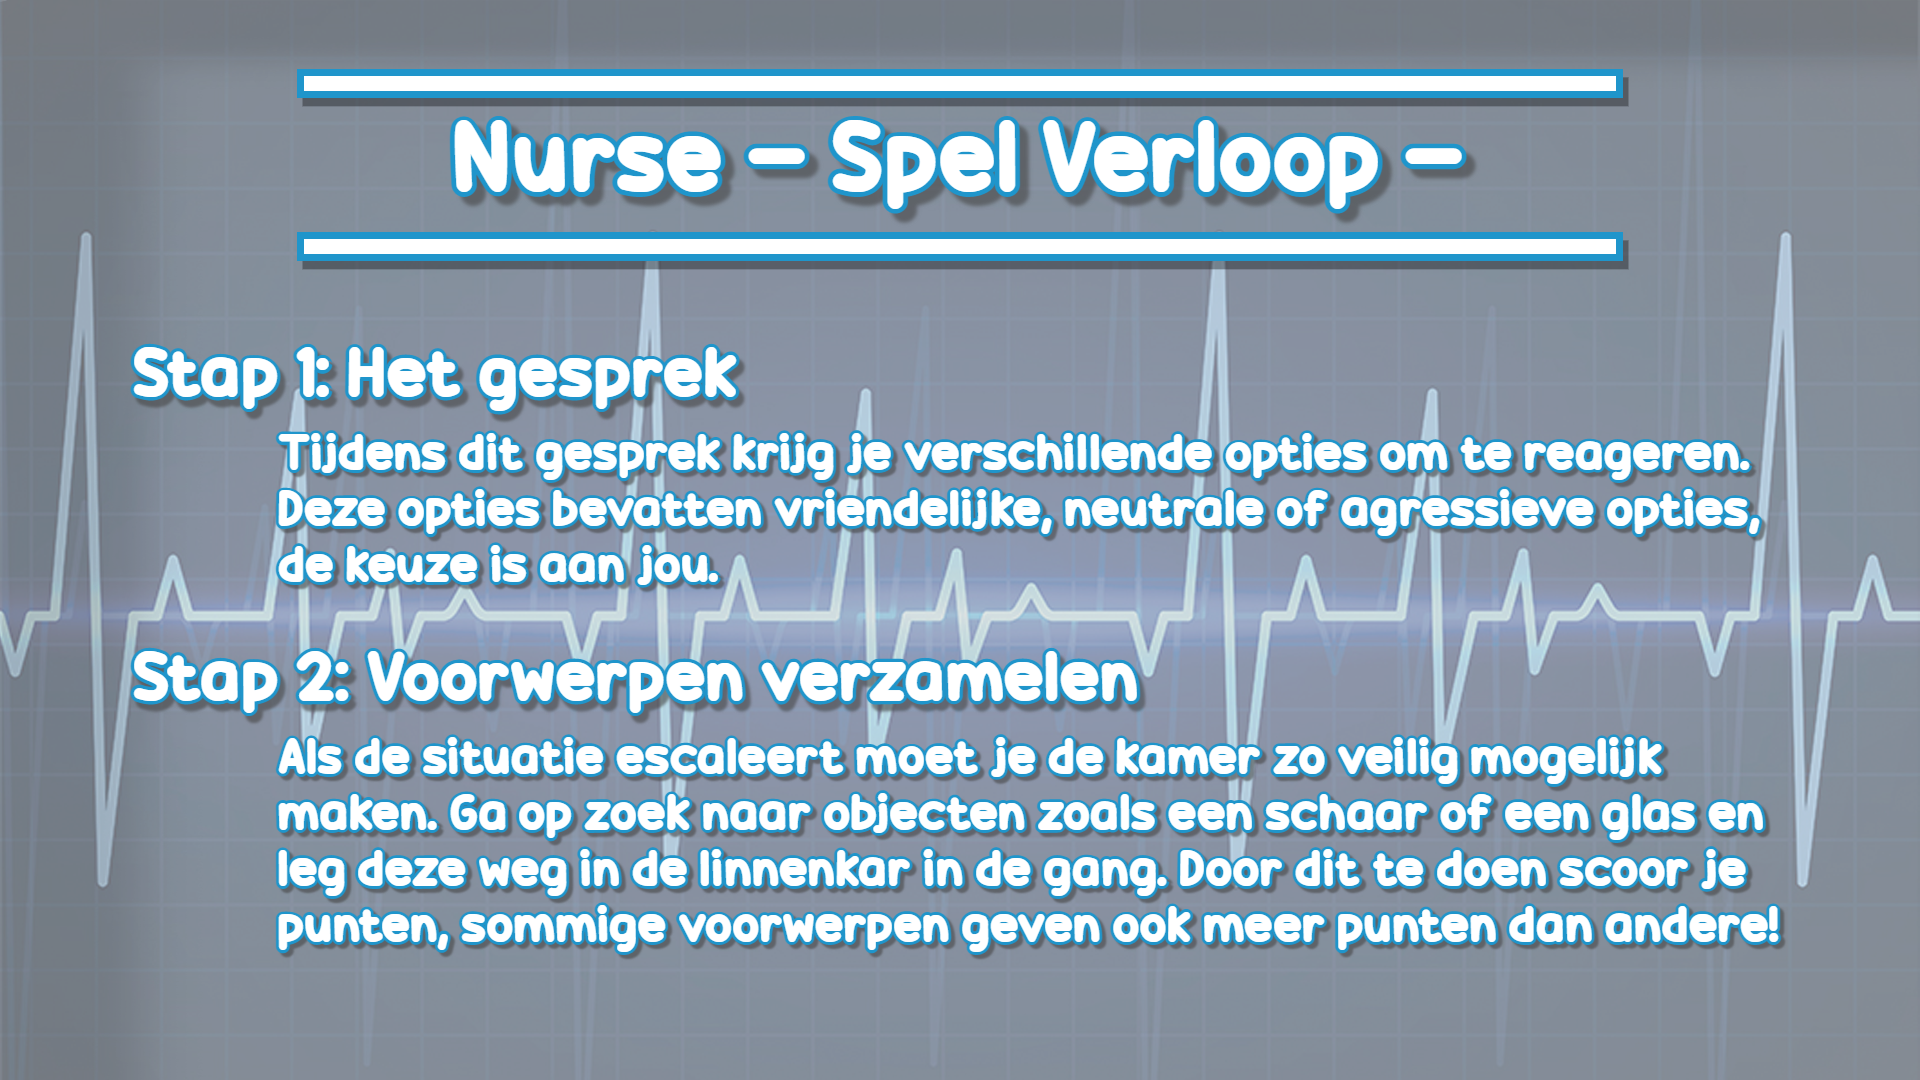 Nurse – Spel Verloop –
Stap 1: Het gesprek
Tijdens dit gesprek krijg je verschillende opties om te reageren.
Deze opties bevatten vriendelijke, neutrale of agressieve opties,
de keuze is aan jou.
Stap 2: Voorwerpen verzamelen
Als de situatie escaleert moet je de kamer zo veilig mogelijk
maken. Ga op zoek naar objecten zoals een schaar of een glas en
leg deze weg in de linnenkar in de gang. Door dit te doen scoor je
punten, sommige voorwerpen geven ook meer punten dan andere!